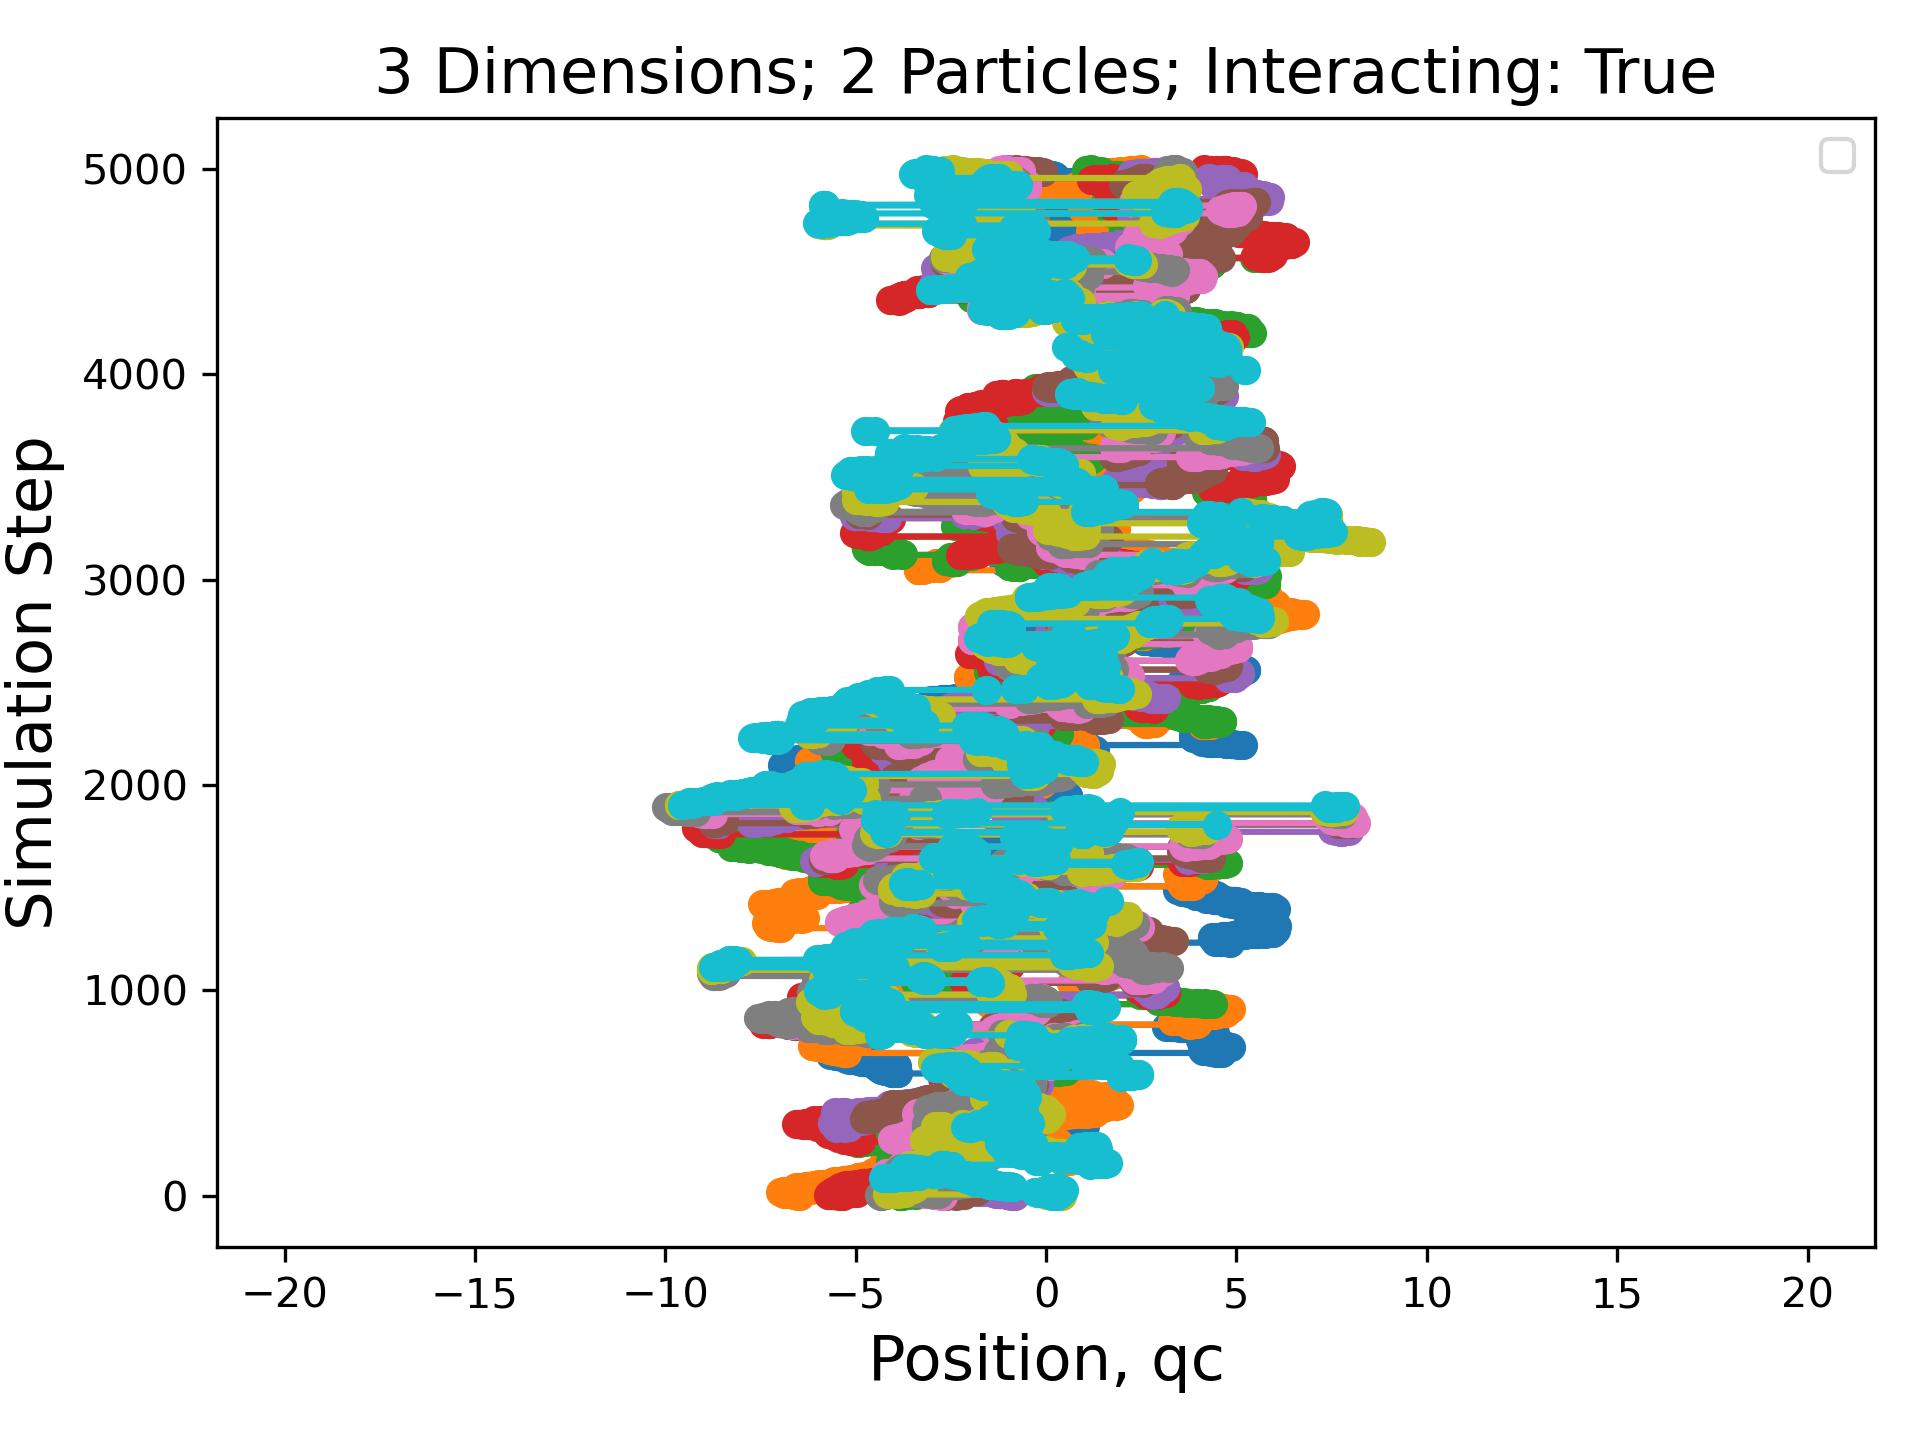 3 Dimensions; 2 Particles; Interacting: True
Simulation Step
5000
4000
3000
2000
1000
0
−20 −15 −10 −5 0 5 10 15 20
Position, qc